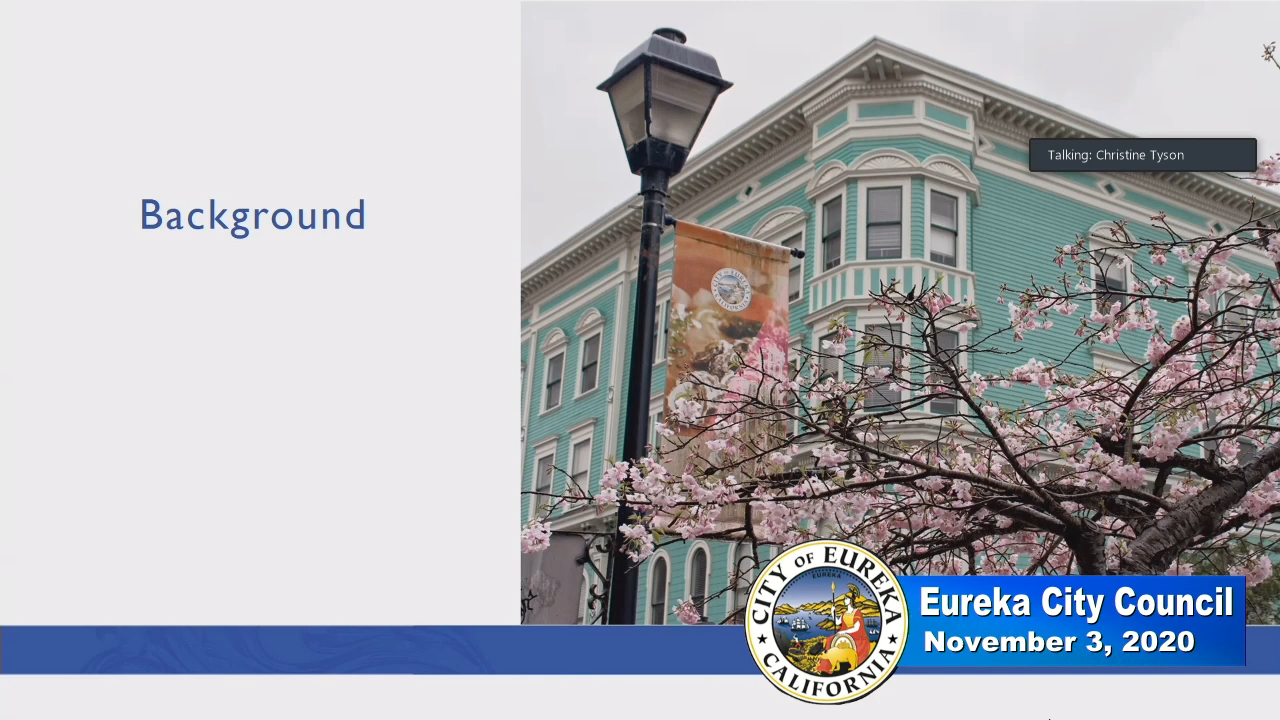 Background
Talking: Christine Tyson
CITY OF EUREKA
EUREKA
CALIFORNIA
Eureka City Council
November 3, 2020